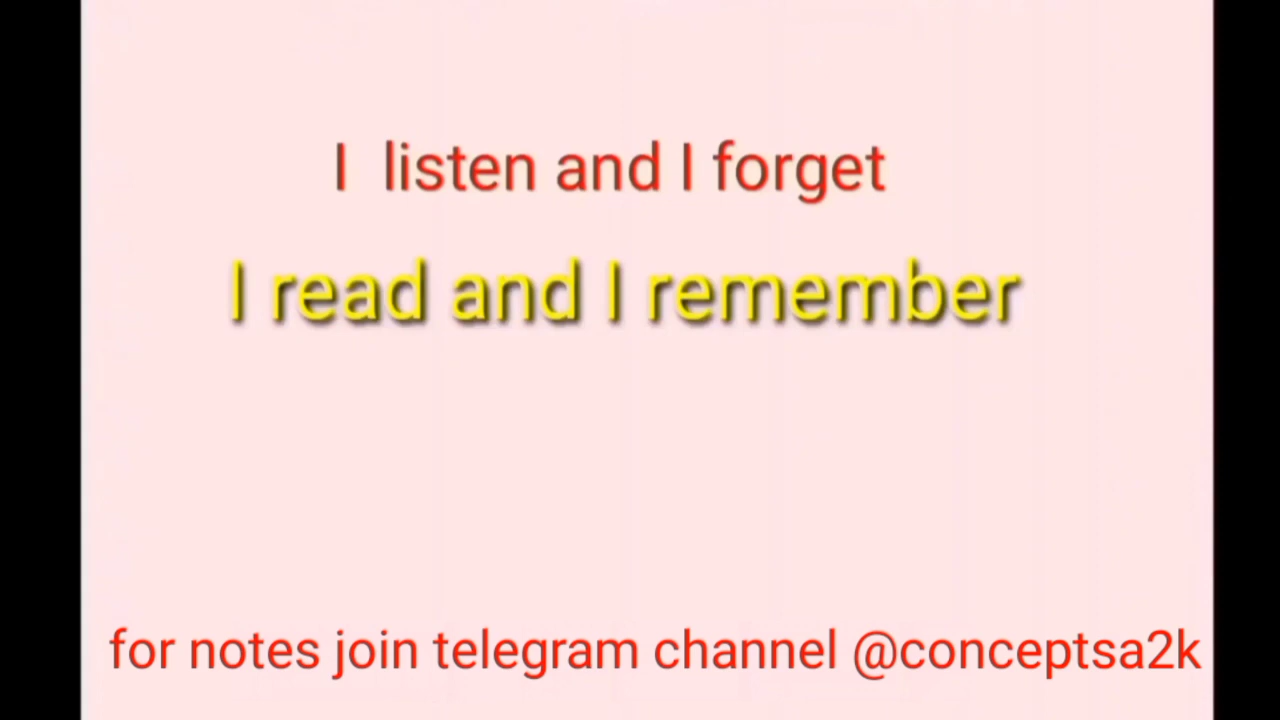 I listen and I forget
I read and I remember
for notes join telegram channel @conceptsa2k